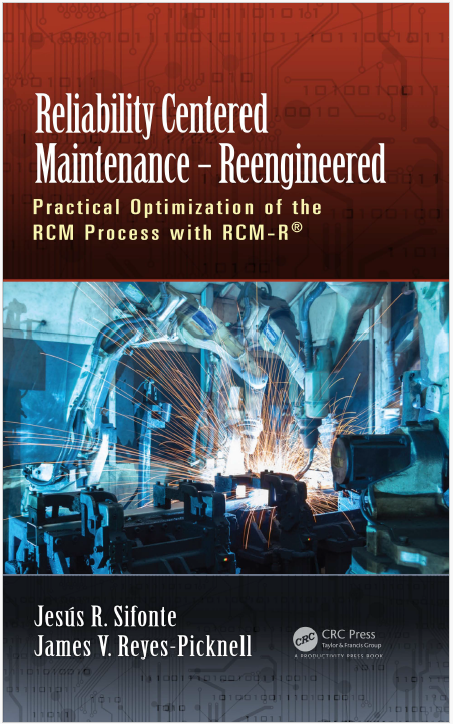 Reliability Centered
Maintenance – Reengineered
Practical Optimization of the
RCM Process with RCM-R®
Jesús R. Sifonte
James V. Reyes-Picknell
CRC
CRC Press
Taylor & Francis Group
A PRODUCTIVITY PRESS BOOK